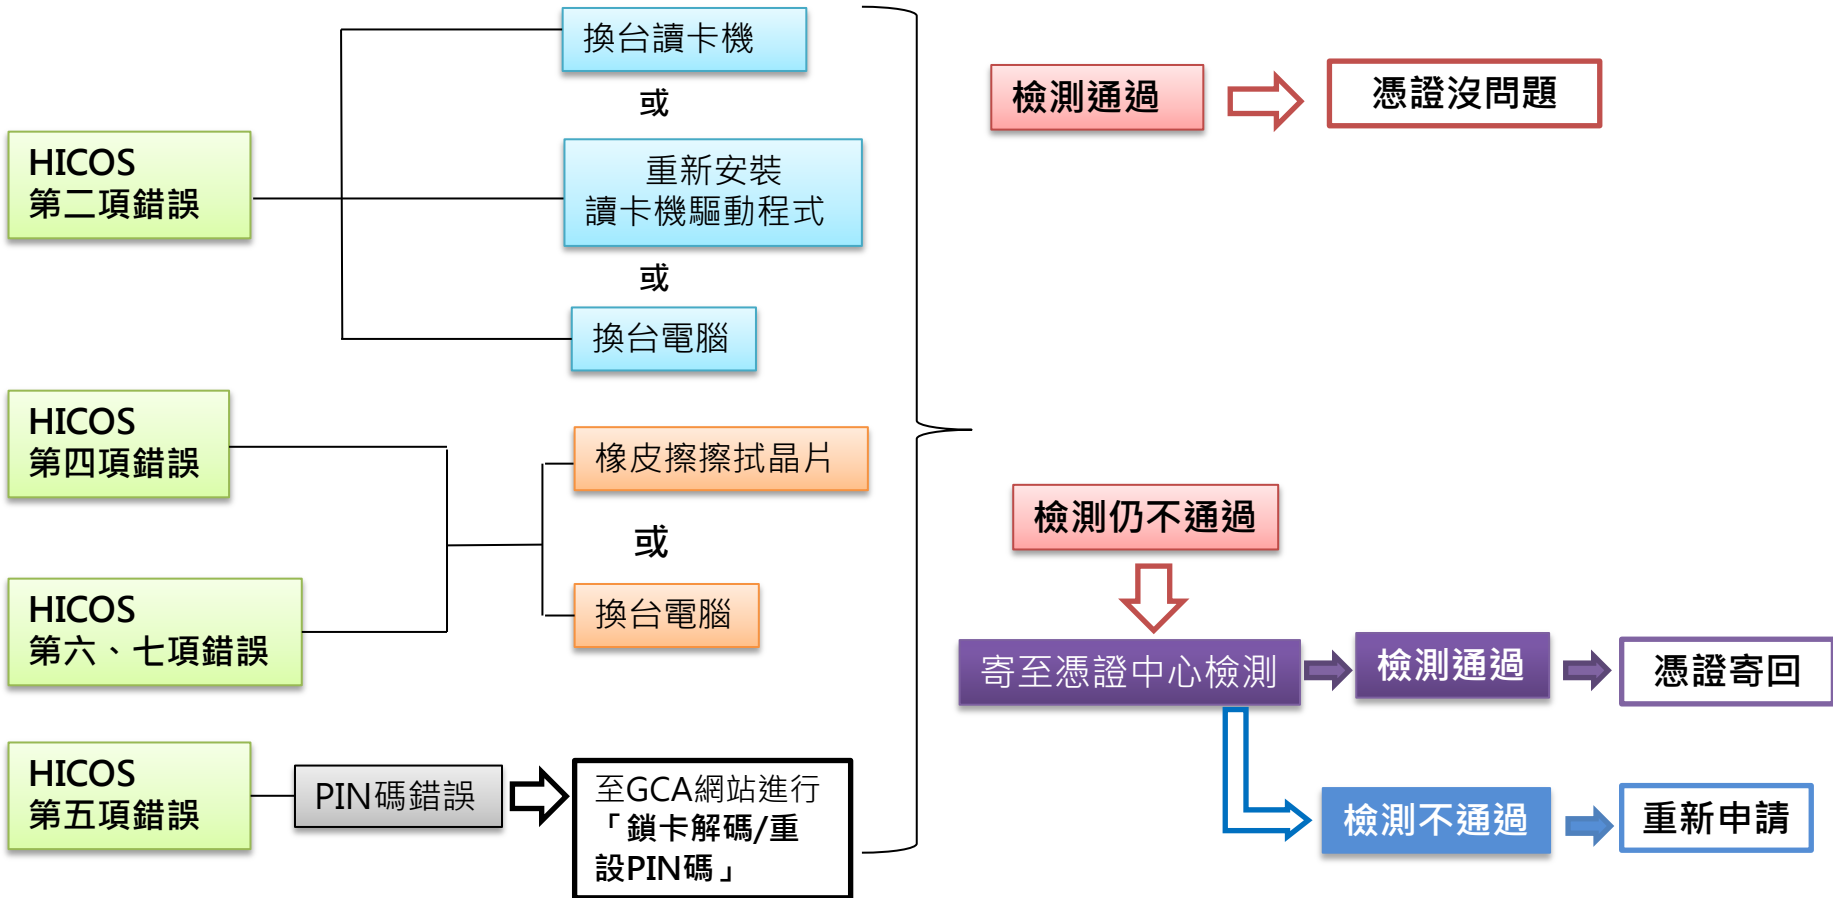 換台讀卡機
或
HICOS
第二項錯誤
重新安裝
讀卡機驅動程式
或
換台電腦
HICOS
第四項錯誤
橡皮擦擦拭晶片
或
HICOS
第六、七項錯誤
換台電腦
HICOS
第五項錯誤
PIN碼錯誤
至GCA網站進行
「鎖卡解碼/重
設PIN碼」
檢測通過
憑證沒問題
檢測仍不通過
寄至憑證中心檢測
檢測通過
憑證寄回
檢測不通過
重新申請